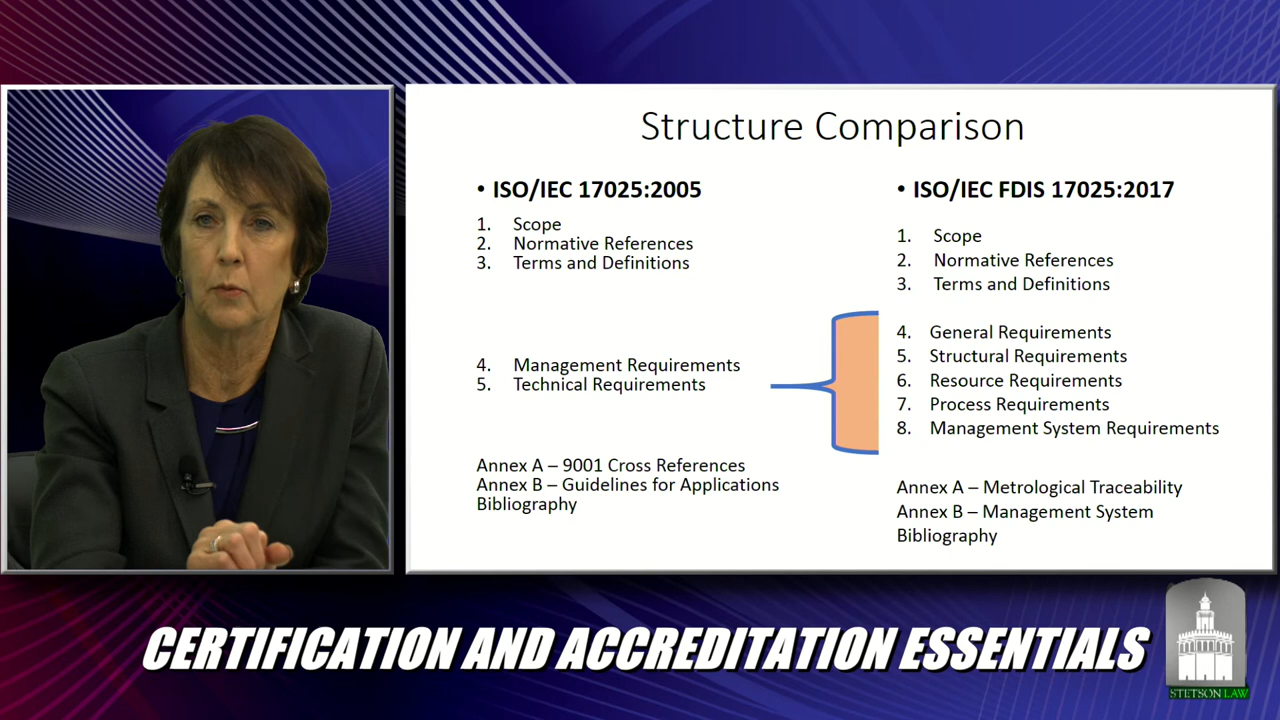 Structure Comparison
• ISO/IEC 17025:2005
1. Scope
2. Normative References
3. Terms and Definitions
4. Management Requirements
5. Technical Requirements
Annex A – 9001 Cross References
Annex B – Guidelines for Applications
Bibliography
• ISO/IEC FDIS 17025:2017
1. Scope
2. Normative References
3. Terms and Definitions
4. General Requirements
5. Structural Requirements
6. Resource Requirements
7. Process Requirements
8. Management System Requirements
Annex A – Metrological Traceability
Annex B – Management System
Bibliography
CERTIFICATION AND ACCREDITATION ESSENTIALS
STETSON LAW